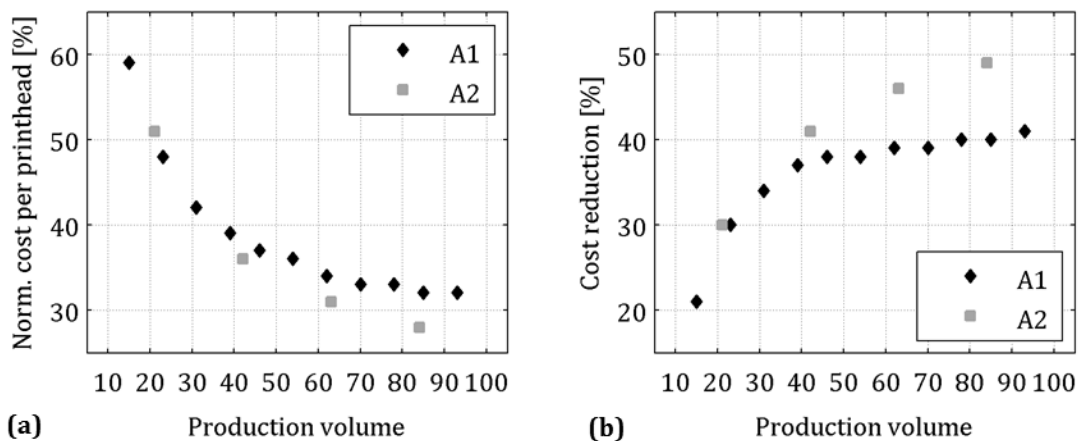 Norm. cost per printhead [%]
60
50
40
30
A1
A2
10 20 30 40 50 60 70 80 90 100
Production volume
(a)
Cost reduction [%]
50
40
30
20
A1
A2
10 20 30 40 50 60 70 80 90 100
Production volume
(b)